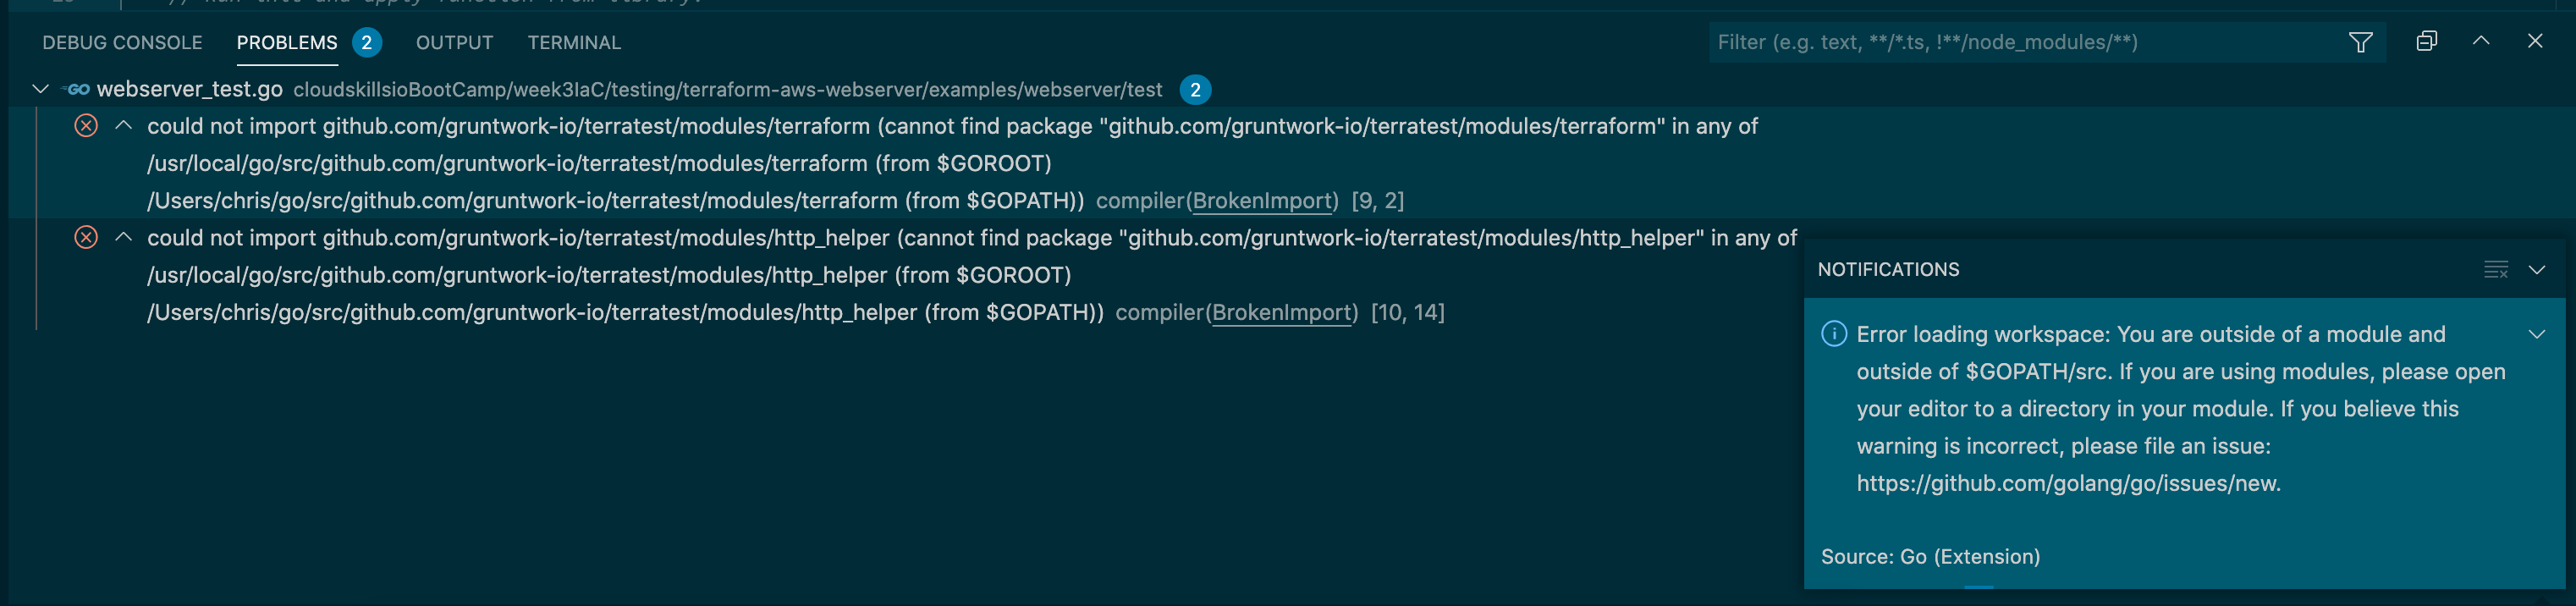 DEBUG CONSOLE PROBLEMS 2 OUTPUT TERMINAL Filter (e.g. text, **/*.ts, !**/node_modules/**)
GO webserver_test.go cloudskillsioBootCamp/week3IaC/testing/terraform-aws-webserver/examples/webserver/test 2
could not import github.com/gruntwork-io/terratest/modules/terraform (cannot find package "github.com/gruntwork-io/terratest/modules/terraform" in any of
/usr/local/go/src/github.com/gruntwork-io/terratest/modules/terraform (from $GOROOT)
/Users/chris/go/src/github.com/gruntwork-io/terratest/modules/terraform (from $GOPATH)) compiler(BrokenImport) [9, 2]
could not import github.com/gruntwork-io/terratest/modules/http_helper (cannot find package "github.com/gruntwork-io/terratest/modules/http_helper" in any of
/usr/local/go/src/github.com/gruntwork-io/terratest/modules/http_helper (from $GOROOT)
/Users/chris/go/src/github.com/gruntwork-io/terratest/modules/http_helper (from $GOPATH)) compiler(BrokenImport) [10, 14]
NOTIFICATIONS
Error loading workspace: You are outside of a module and
outside of $GOPATH/src. If you are using modules, please open
your editor to a directory in your module. If you believe this
warning is incorrect, please file an issue:
https://github.com/golang/go/issues/new.
Source: Go (Extension)